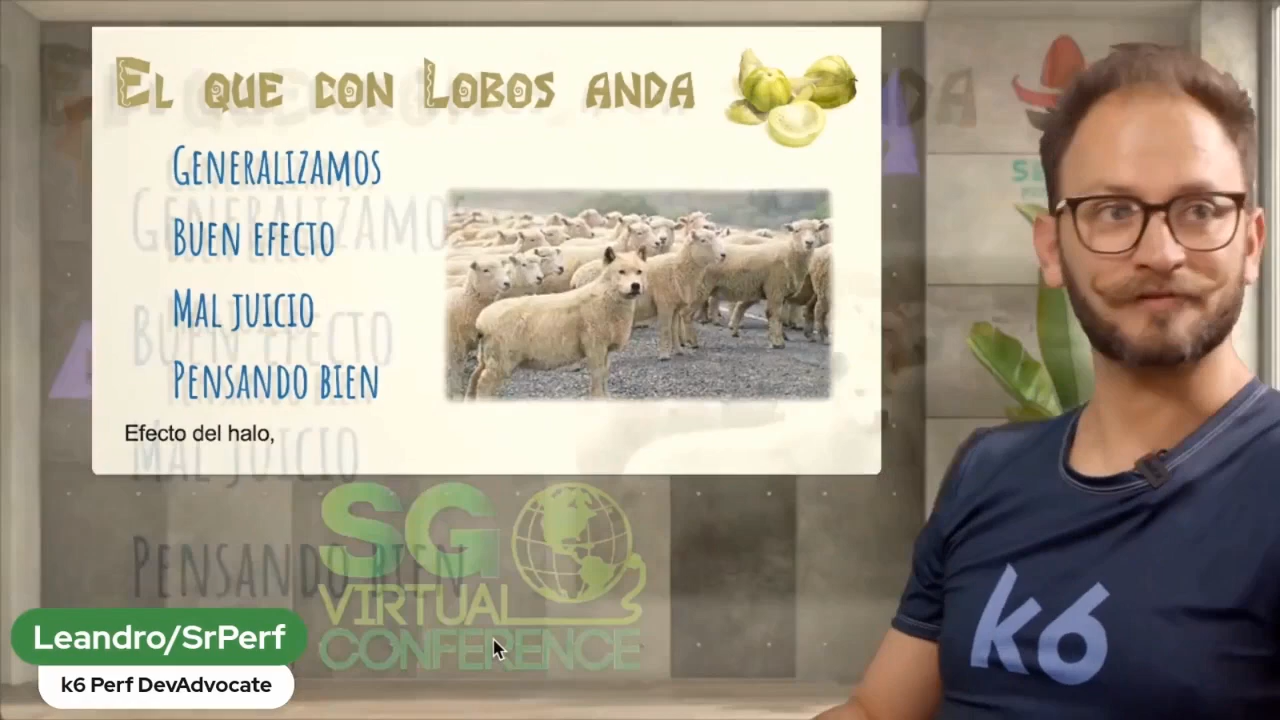 El que con Lobos anda
Generalizamos
Buen efecto
Mal juicio
Pensando bien
Efecto del halo,
SG
VIRTUAL
CONFERENCE
Leandro/SrPerf
k6 Perf DevAdvocate
k6